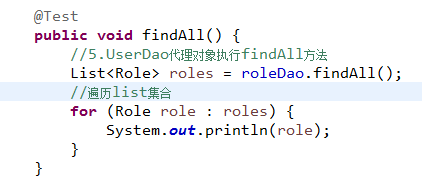 @Test
public void findAll() {
//5.UserDao代理对象执行findAll方法
List<Role> roles = roleDao.findAll();
//遍历list集合
for (Role role : roles) {
System.out.println(role);
}
}